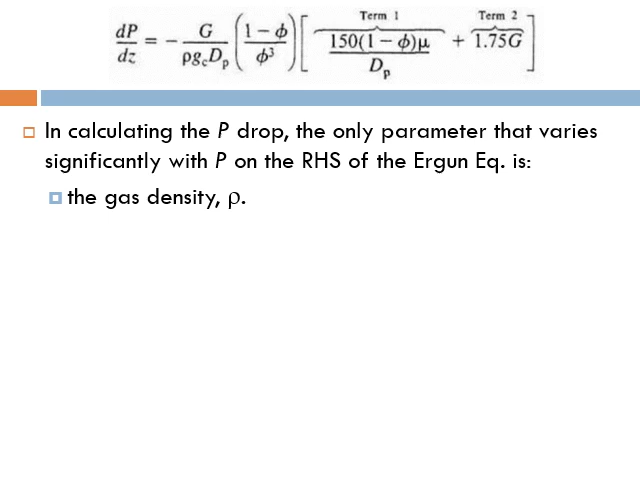 dP/dz = - G/(ρg_cD_p) ((1 - ϕ)/ϕ³) [ 150(1 - ϕ)μ/D_p + 1.75G ]
Term 1 Term 2
In calculating the P drop, the only parameter that varies
significantly with P on the RHS of the Ergun Eq. is:
the gas density, ρ.